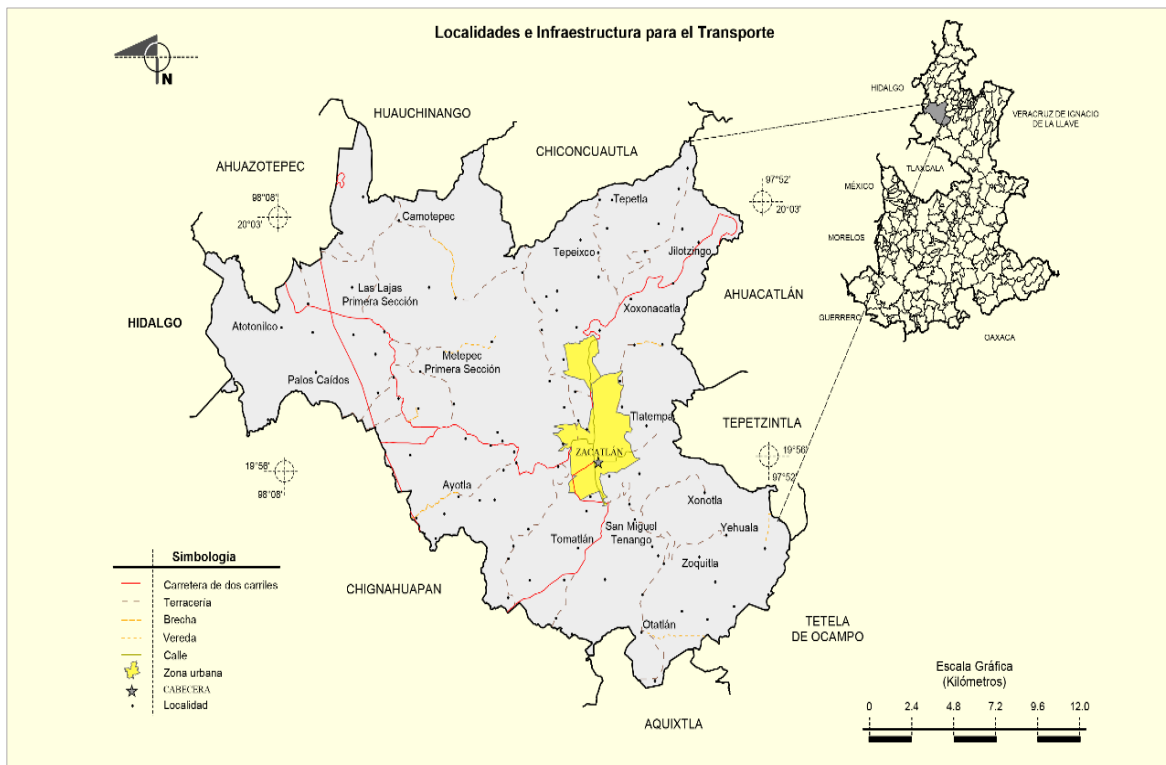 Localidades e Infraestructura para el Transporte
N
HUAUCHINANGO
AHUAZOTEPEC
CHICONCUAUTLA
98°08'
20°03'
97°52'
20°03'
Camotepec
Tepetla
Tepeixco
Jilotzingo
Las Lajas
Primera Sección
Xoxonacatla
AHUACATLÁN
HIDALGO
Atotonilco
Metepec
Primera Sección
Palos Caídos
Tlatempa
TEPETZINTLA
ZACATLÁN
19°56'
98°08'
19°56'
97°52'
Ayotla
Xonotla
San Miguel
Tenango
Yehuala
Tomatlán
Zoquitla
CHIGNAHUAPAN
Otatlán
TETELA
DE OCAMPO
AQUIXTLA
HIDALGO
VERACRUZ DE IGNACIO
DE LA LLAVE
TLAXCALA
MÉXICO
MORELOS
GUERRERO
OAXACA
Simbología
Carretera de dos carriles
Terracería
Brecha
Vereda
Calle
Zona urbana
CABECERA
Localidad
Escala Gráfica
(Kilómetros)
0 2.4 4.8 7.2 9.6 12.0